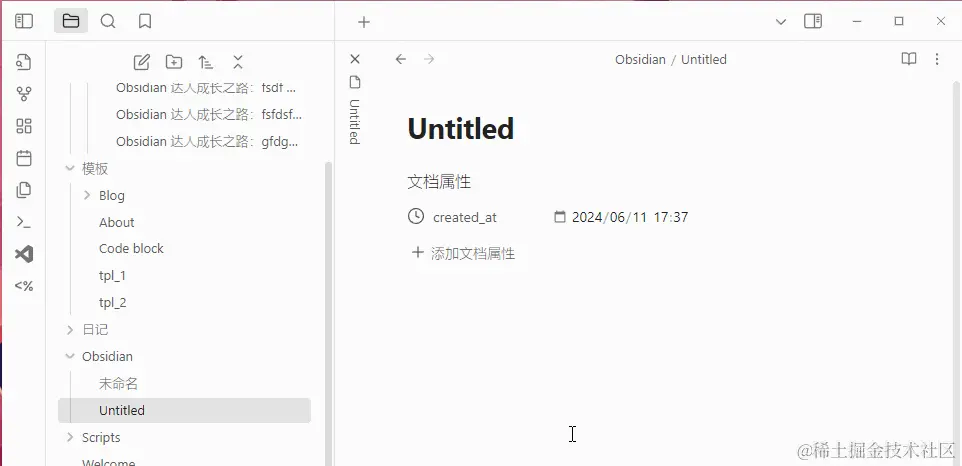 Obsidian 达人成长之路：fsdf ...
Obsidian 达人成长之路：fsfdsf...
Obsidian 达人成长之路：gfdg...
模板
Blog
About
Code block
tpl_1
tpl_2
日记
Obsidian
未命名
Untitled
Scripts
Welcome
<%
Untitled
Obsidian / Untitled
Untitled
文档属性
created_at 2024/06/11 17:37
添加文档属性
@稀土掘金技术社区